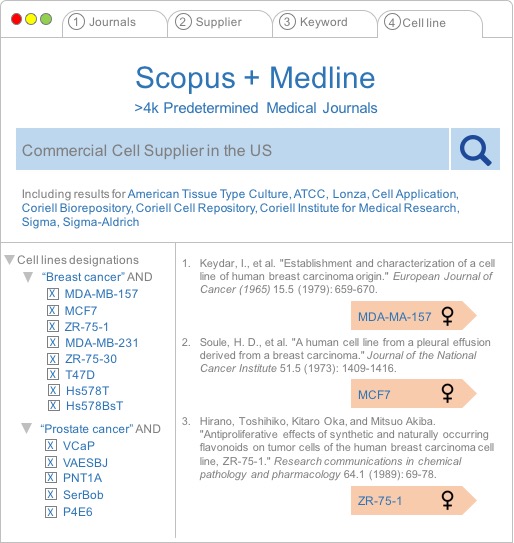 1 Journals
2 Supplier
3 Keyword
4 Cell line
Scopus + Medline
>4k Predetermined Medical Journals
Commercial Cell Supplier in the US
Including results for American Tissue Type Culture, ATCC, Lonza, Cell Application,
Coriell Biorepository, Coriell Cell Repository, Coriell Institute for Medical Research,
Sigma, Sigma-Aldrich
Cell lines designations
"Breast cancer" AND
X MDA-MB-157
X MCF7
X ZR-75-1
X MDA-MB-231
X ZR-75-30
X T47D
X Hs578T
X Hs578BsT
"Prostate cancer" AND
X VCaP
X VAESBJ
X PNT1A
X SerBob
X P4E6
1. Keydar, I., et al. "Establishment and characterization of a cell
line of human breast carcinoma origin." European Journal of
Cancer (1965) 15.5 (1979): 659-670.
MDA-MA-157 ♀
2. Soule, H. D., et al. "A human cell line from a pleural effusion
derived from a breast carcinoma." Journal of the National
Cancer Institute 51.5 (1973): 1409-1416.
MCF7 ♀
3. Hirano, Toshihiko, Kitaro Oka, and Mitsuo Akiba.
"Antiproliferative effects of synthetic and naturally occurring
flavonoids on tumor cells of the human breast carcinoma cell
line, ZR-75-1." Research communications in chemical
pathology and pharmacology 64.1 (1989): 69-78.
ZR-75-1 ♀